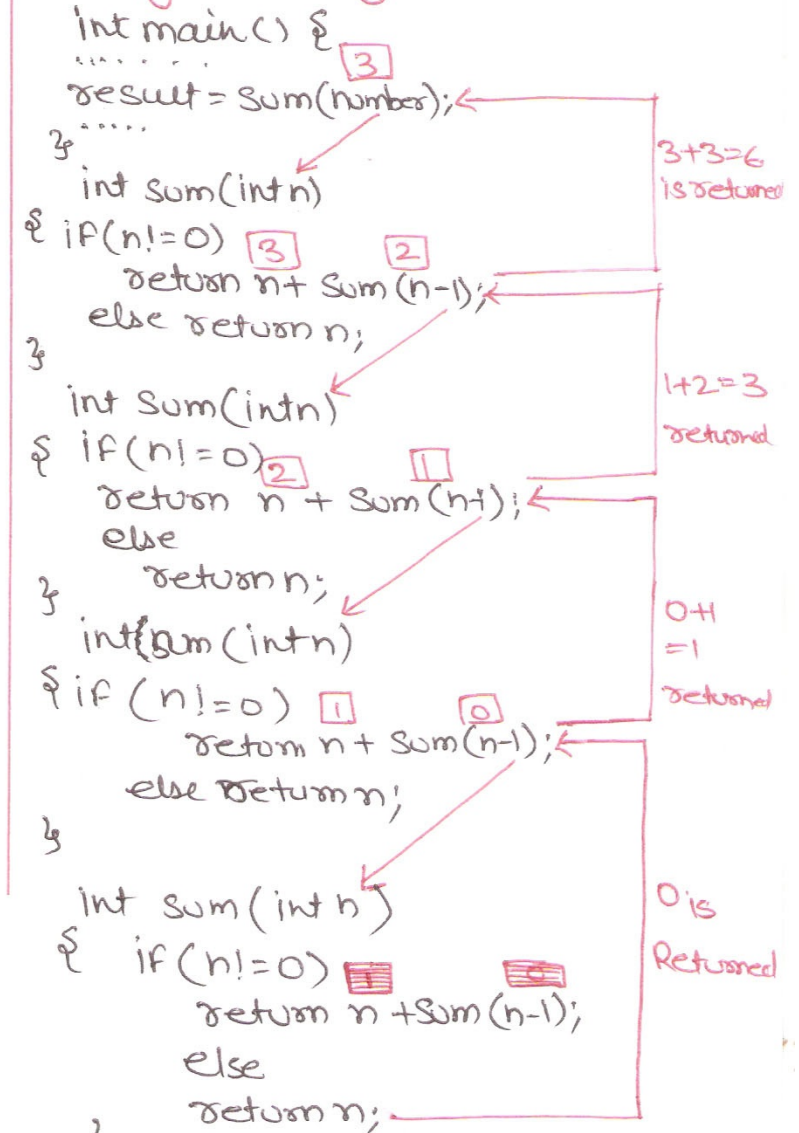 int main() {
.......
3
result = sum(number);
.....
}
3+3=6
is returned
int sum(int n)
{ if(n!=0) 3 2
return n+ sum(n-1);
else return n;
}
1+2=3
returned
int sum(int n)
{ if(n!=0) 2 1
return n + sum(n-1);
else
return n;
}
0+1
=1
returned
int sum(int n)
{ if (n!=0) 1 0
return n + sum(n-1);
else return n;
}
int sum(int n)
{ if(n!=0)
return n +sum(n-1);
else
return n;
0 is
Returned